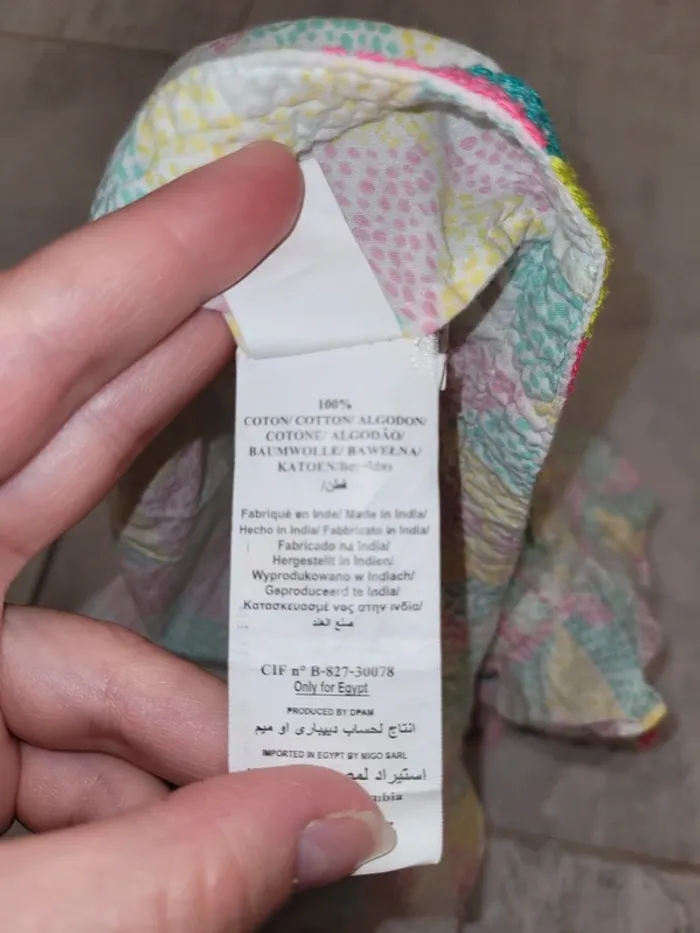 100%
COTON/ COTTON/ ALGODON/
COTONE/ ALGODÃO/
BAUMWOLLE/ BAWEŁNA/
KATOEN/
قطن/
Fabriqué en Inde/ Made in India/
Hecho in India/ Fabbricato in India/
Fabricado na India/
Hergestellt in Indien/
Wyprodukowano w Indiach/
Geproduceerd te India/
Κατασκευασμέ νος στην ινδία/
صنع الهند
CIF n° B-827-30078
Only for Egypt
PRODUCED BY DPAM
انتاج لحساب ديبارى او ميم
IMPORTED IN EGYPT BY MIGO SARL
استيراد